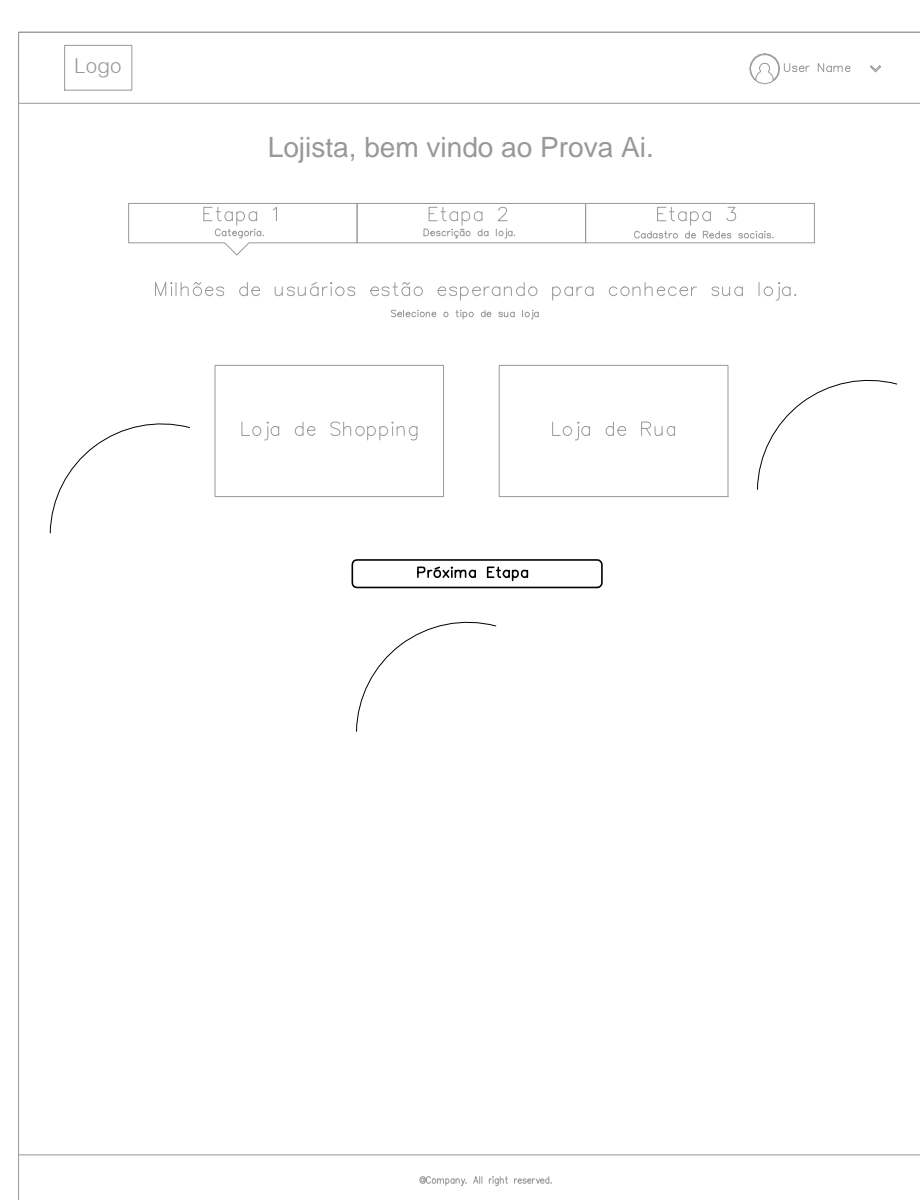 Logo
User Name
Lojista, bem vindo ao Prova Ai.
Etapa 1
Categoria.
Etapa 2
Descrição da loja.
Etapa 3
Cadastro de Redes sociais.
Milhões de usuários estão esperando para conhecer sua loja.
Selecione o tipo de sua loja
Loja de Shopping
Loja de Rua
Próxima Etapa
@Company. All right reserved.